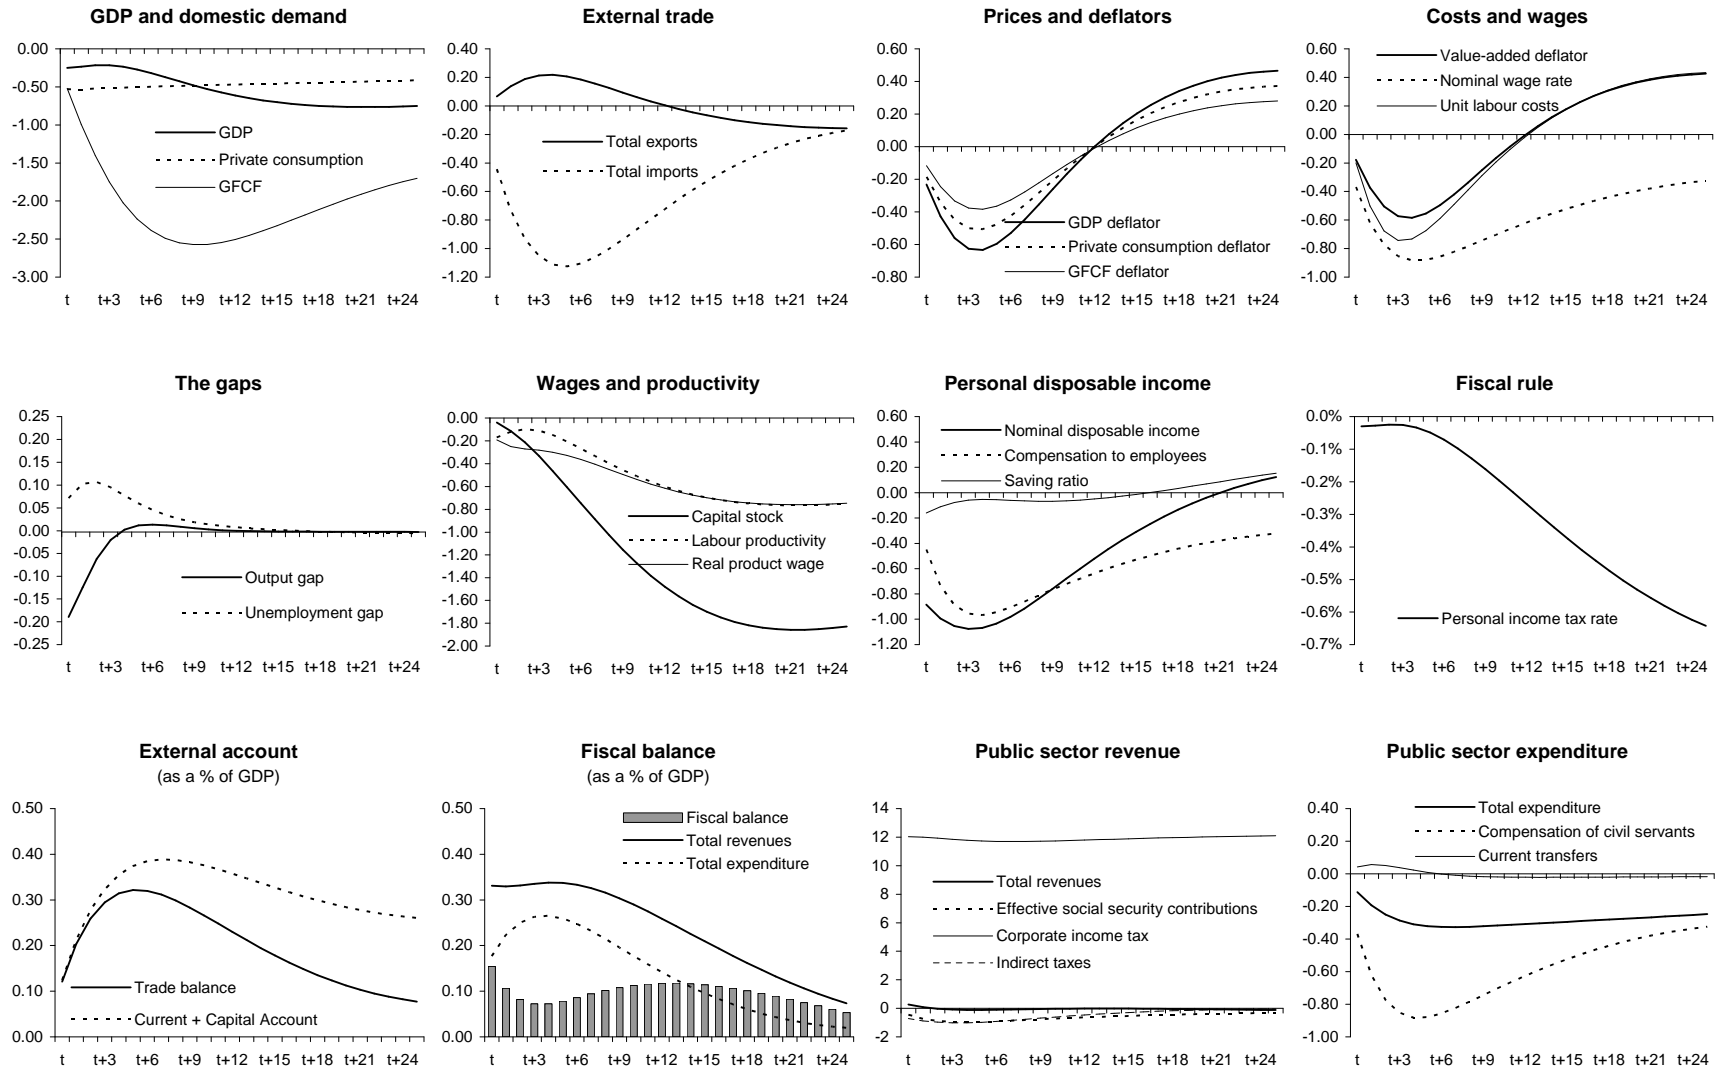 GDP and domestic demand
0.00
-0.50
-1.00
-1.50
-2.00
-2.50
-3.00
GDP
Private consumption
GFCF
t t+3 t+6 t+9 t+12 t+15 t+18 t+21 t+24
External trade
0.40
0.20
0.00
-0.20
-0.40
-0.60
-0.80
-1.00
-1.20
Total exports
Total imports
t t+3 t+6 t+9 t+12 t+15 t+18 t+21 t+24
Prices and deflators
0.60
0.40
0.20
0.00
-0.20
-0.40
-0.60
-0.80
GDP deflator
Private consumption deflator
GFCF deflator
t t+3 t+6 t+9 t+12 t+15 t+18 t+21 t+24
Costs and wages
0.60
0.40
0.20
0.00
-0.20
-0.40
-0.60
-0.80
-1.00
Value-added deflator
Nominal wage rate
Unit labour costs
t t+3 t+6 t+9 t+12 t+15 t+18 t+21 t+24
The gaps
0.25
0.20
0.15
0.10
0.05
0.00
-0.05
-0.10
-0.15
-0.20
-0.25
Output gap
Unemployment gap
t t+3 t+6 t+9 t+12 t+15 t+18 t+21 t+24
Wages and productivity
0.00
-0.20
-0.40
-0.60
-0.80
-1.00
-1.20
-1.40
-1.60
-1.80
-2.00
Capital stock
Labour productivity
Real product wage
t t+3 t+6 t+9 t+12 t+15 t+18 t+21 t+24
Personal disposable income
0.60
0.40
0.20
0.00
-0.20
-0.40
-0.60
-0.80
-1.00
-1.20
Nominal disposable income
Compensation to employees
Saving ratio
t t+3 t+6 t+9 t+12 t+15 t+18 t+21 t+24
Fiscal rule
0.0%
-0.1%
-0.2%
-0.3%
-0.4%
-0.5%
-0.6%
-0.7%
Personal income tax rate
t t+3 t+6 t+9 t+12 t+15 t+18 t+21 t+24
External account
(as a % of GDP)
0.50
0.40
0.30
0.20
0.10
0.00
Trade balance
Current + Capital Account
t t+3 t+6 t+9 t+12 t+15 t+18 t+21 t+24
Fiscal balance
(as a % of GDP)
0.50
0.40
0.30
0.20
0.10
0.00
Fiscal balance
Total revenues
Total expenditure
t t+3 t+6 t+9 t+12 t+15 t+18 t+21 t+24
Public sector revenue
14
12
10
8
6
4
2
0
-2
Total revenues
Effective social security contributions
Corporate income tax
Indirect taxes
t t+3 t+6 t+9 t+12 t+15 t+18 t+21 t+24
Public sector expenditure
0.40
0.20
0.00
-0.20
-0.40
-0.60
-0.80
-1.00
Total expenditure
Compensation of civil servants
Current transfers
t t+3 t+6 t+9 t+12 t+15 t+18 t+21 t+24